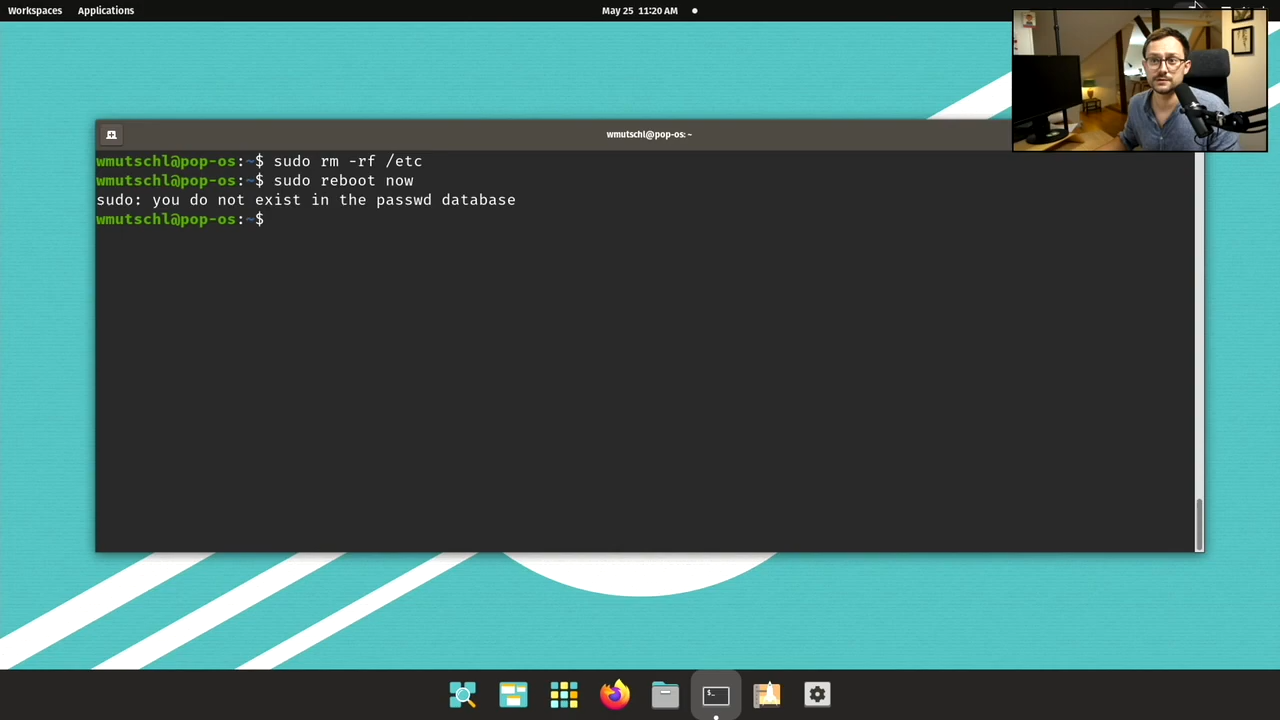 Workspaces Applications May 25 11:20 AM
wmutschl@pop-os: ~
wmutschl@pop-os:~$ sudo rm -rf /etc
wmutschl@pop-os:~$ sudo reboot now
sudo: you do not exist in the passwd database
wmutschl@pop-os:~$
$_